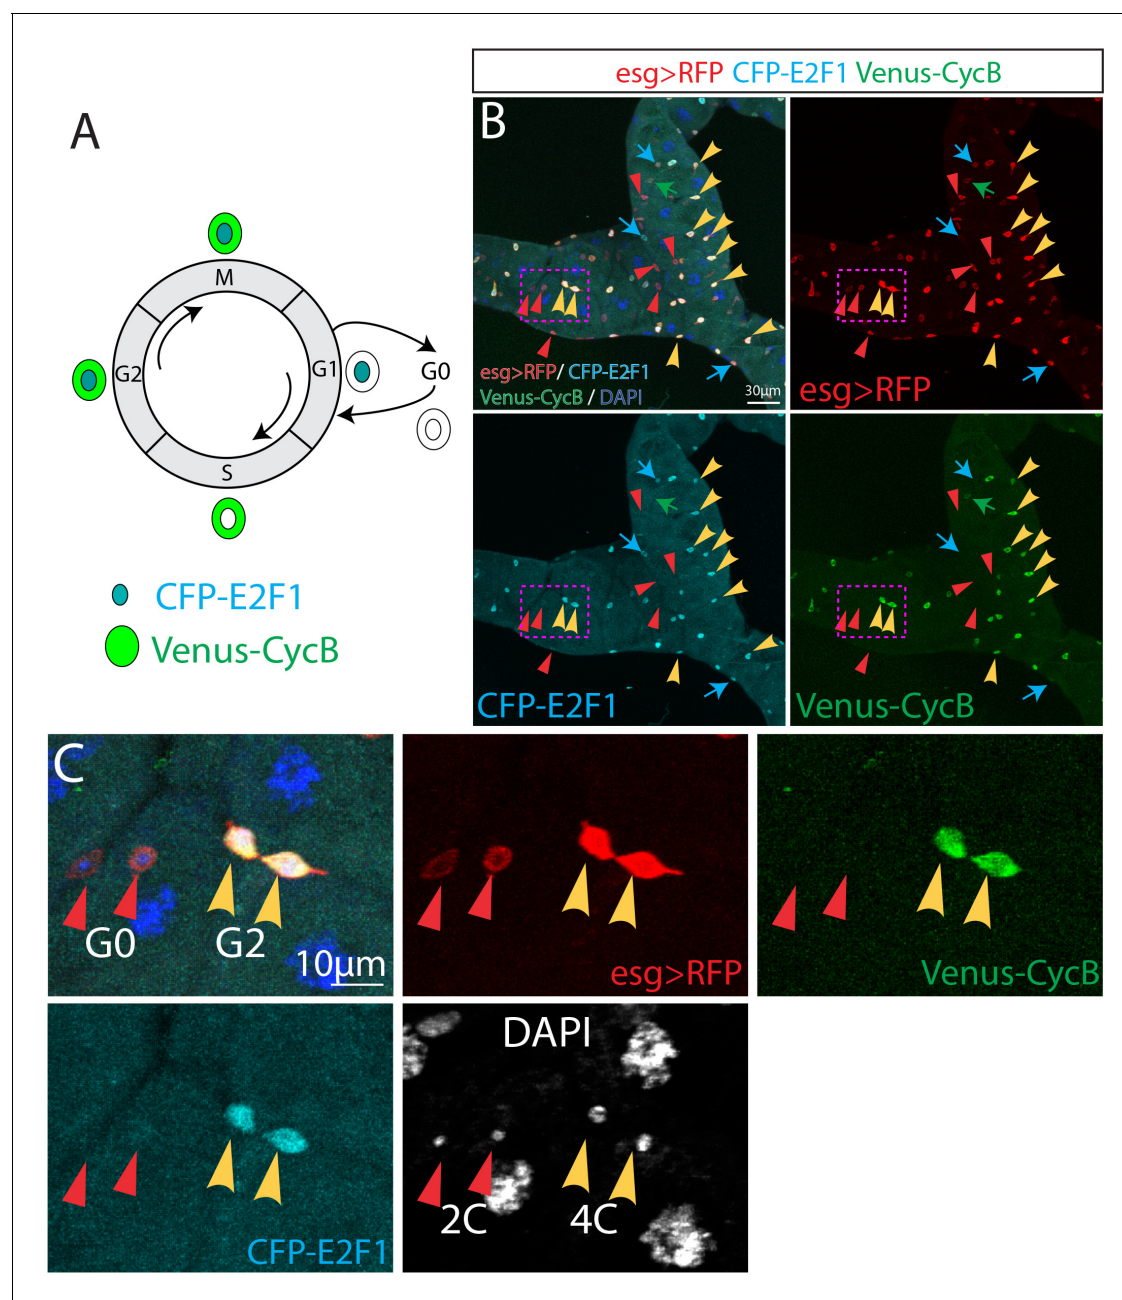 A
M
G2
G1
G0
S
CFP-E2F1
Venus-CycB
esg>RFP CFP-E2F1 Venus-CycB
B
esg>RFP/ CFP-E2F1
Venus-CycB / DAPI
30µm
esg>RFP
CFP-E2F1
Venus-CycB
C
G0
G2
10µm
esg>RFP
Venus-CycB
CFP-E2F1
DAPI
2C
4C